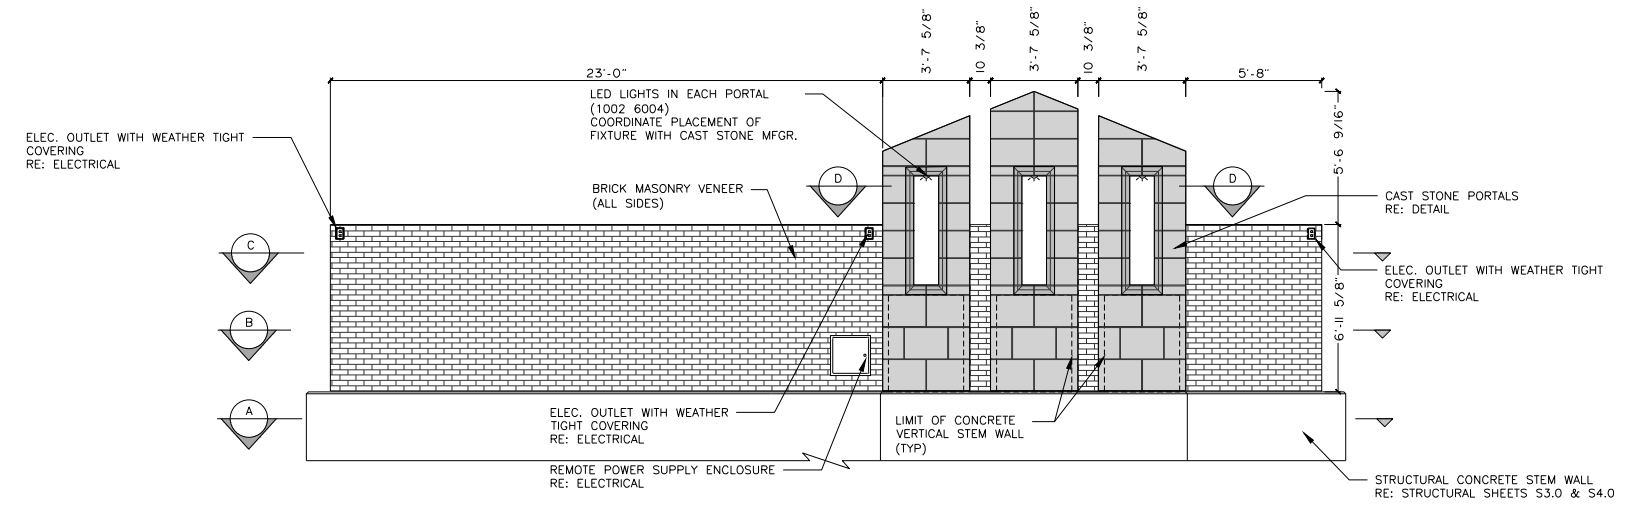 3'-7 5/8"
10 3/8"
3'-7 5/8"
10 3/8"
3'-7 5/8"
23'-0"
5'-8"
LED LIGHTS IN EACH PORTAL
(1002 6004)
COORDINATE PLACEMENT OF
FIXTURE WITH CAST STONE MFGR.
5'-6 9/16"
ELEC. OUTLET WITH WEATHER TIGHT
COVERING
RE: ELECTRICAL
BRICK MASONRY VENEER
(ALL SIDES)
D
D
CAST STONE PORTALS
RE: DETAIL
C
ELEC. OUTLET WITH WEATHER TIGHT
COVERING
RE: ELECTRICAL
B
6'-11 5/8"
A
ELEC. OUTLET WITH WEATHER
TIGHT COVERING
RE: ELECTRICAL
LIMIT OF CONCRETE
VERTICAL STEM WALL
(TYP)
REMOTE POWER SUPPLY ENCLOSURE
RE: ELECTRICAL
STRUCTURAL CONCRETE STEM WALL
RE: STRUCTURAL SHEETS S3.0 & S4.0